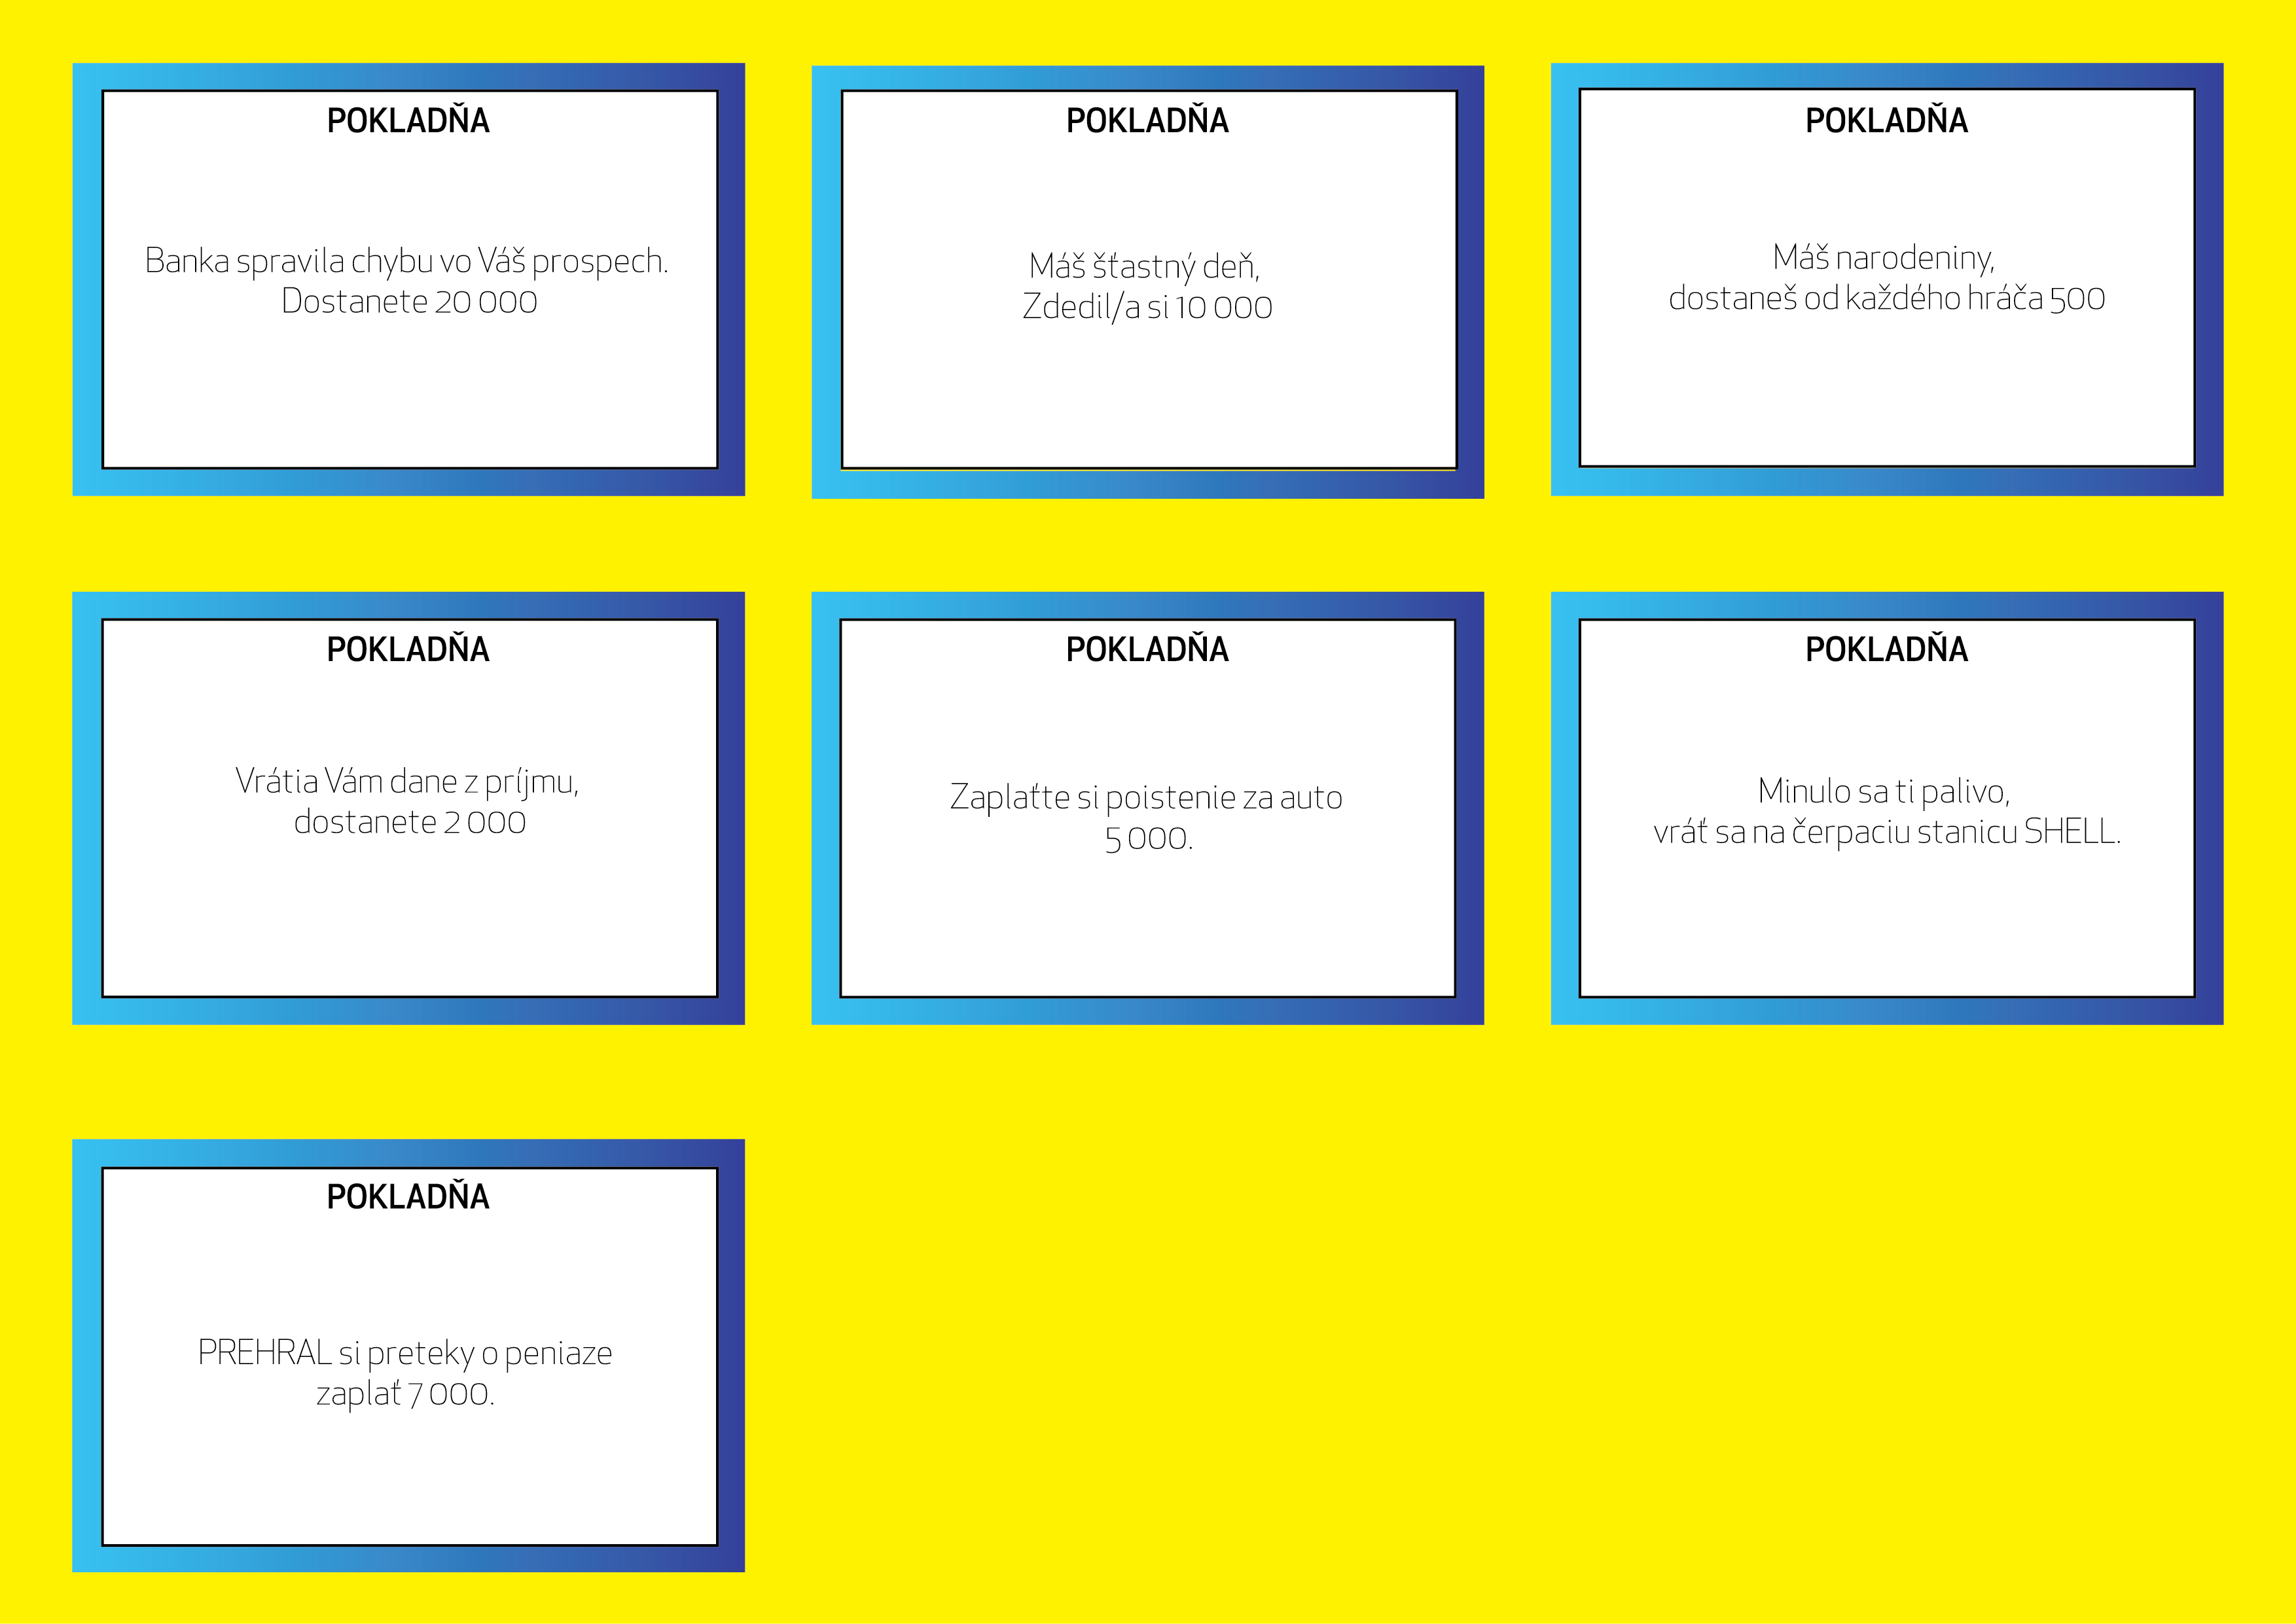 POKLADŇA
Banka spravila chybu vo Váš prospech.
Dostanete 20 000
POKLADŇA
Máš šťastný deň,
Zdedil/a si 10 000
POKLADŇA
Máš narodeniny,
dostaneš od každého hráča 500
POKLADŇA
Vrátia Vám dane z príjmu,
dostanete 2 000
POKLADŇA
Zaplaťte si poistenie za auto
5 000.
POKLADŇA
Minulo sa ti palivo,
vráť sa na čerpaciu stanicu SHELL.
POKLADŇA
PREHRAL si preteky o peniaze
zaplať 7 000.